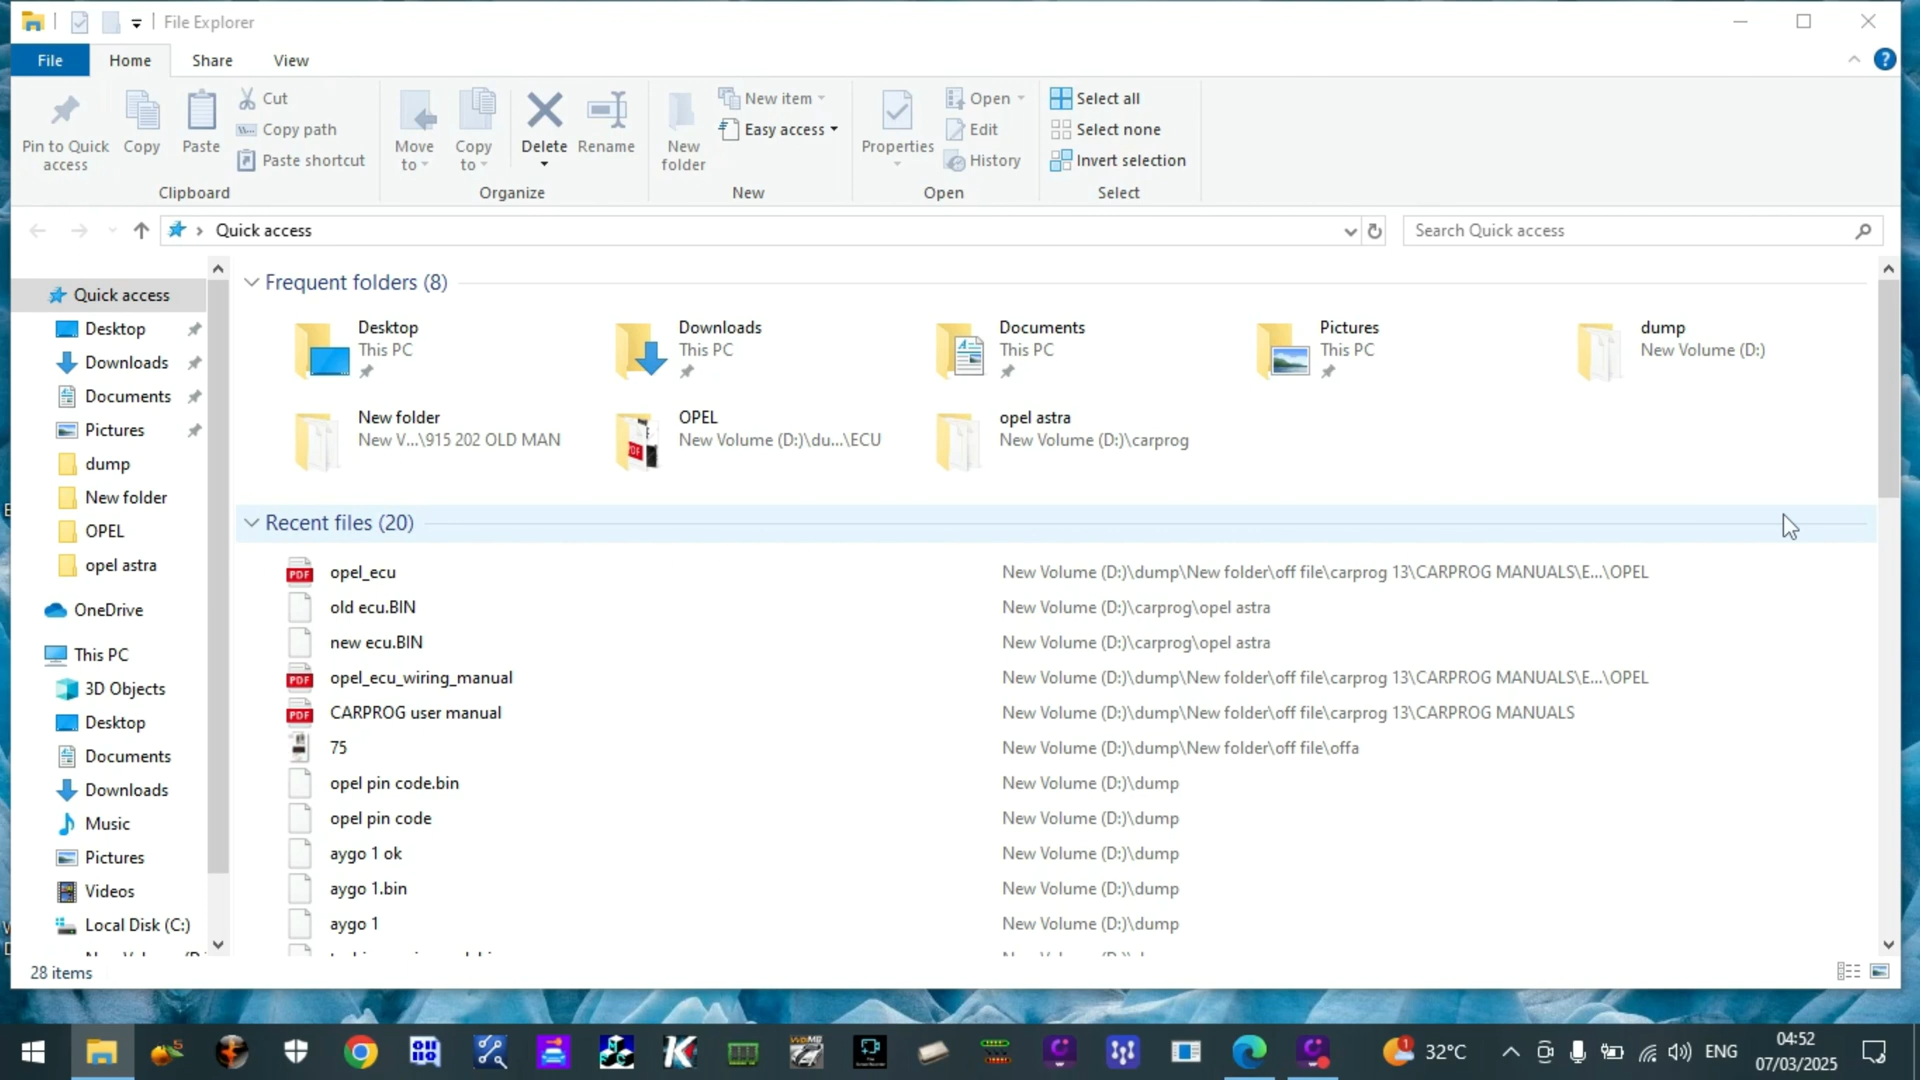 File Explorer
File Home Share View
Pin to Quick access
Copy
Paste
Cut
Copy path
Paste shortcut
Clipboard
Move to
Copy to
Delete
Rename
Organize
New folder
New item
Easy access
New
Properties
Open
Edit
History
Open
Select all
Select none
Invert selection
Select
Quick access
Search Quick access
Quick access
Desktop
Downloads
Documents
Pictures
dump
New folder
OPEL
opel astra
OneDrive
This PC
3D Objects
Desktop
Documents
Downloads
Music
Pictures
Videos
Local Disk (C:)
Frequent folders (8)
Desktop
This PC
Downloads
This PC
Documents
This PC
Pictures
This PC
dump
New Volume (D:)
New folder
New V...\915 202 OLD MAN
OPEL
New Volume (D:)\du...\ECU
opel astra
New Volume (D:)\carprog
Recent files (20)
opel_ecu New Volume (D:)\dump\New folder\off file\carprog 13\CARPROG MANUALS\E...\OPEL
old ecu.BIN New Volume (D:)\carprog\opel astra
new ecu.BIN New Volume (D:)\carprog\opel astra
opel_ecu_wiring_manual New Volume (D:)\dump\New folder\off file\carprog 13\CARPROG MANUALS\E...\OPEL
CARPROG user manual New Volume (D:)\dump\New folder\off file\carprog 13\CARPROG MANUALS
75 New Volume (D:)\dump\New folder\off file\offa
opel pin code.bin New Volume (D:)\dump
opel pin code New Volume (D:)\dump
aygo 1 ok New Volume (D:)\dump
aygo 1.bin New Volume (D:)\dump
aygo 1 New Volume (D:)\dump
28 items
32°C
ENG
04:52
07/03/2025